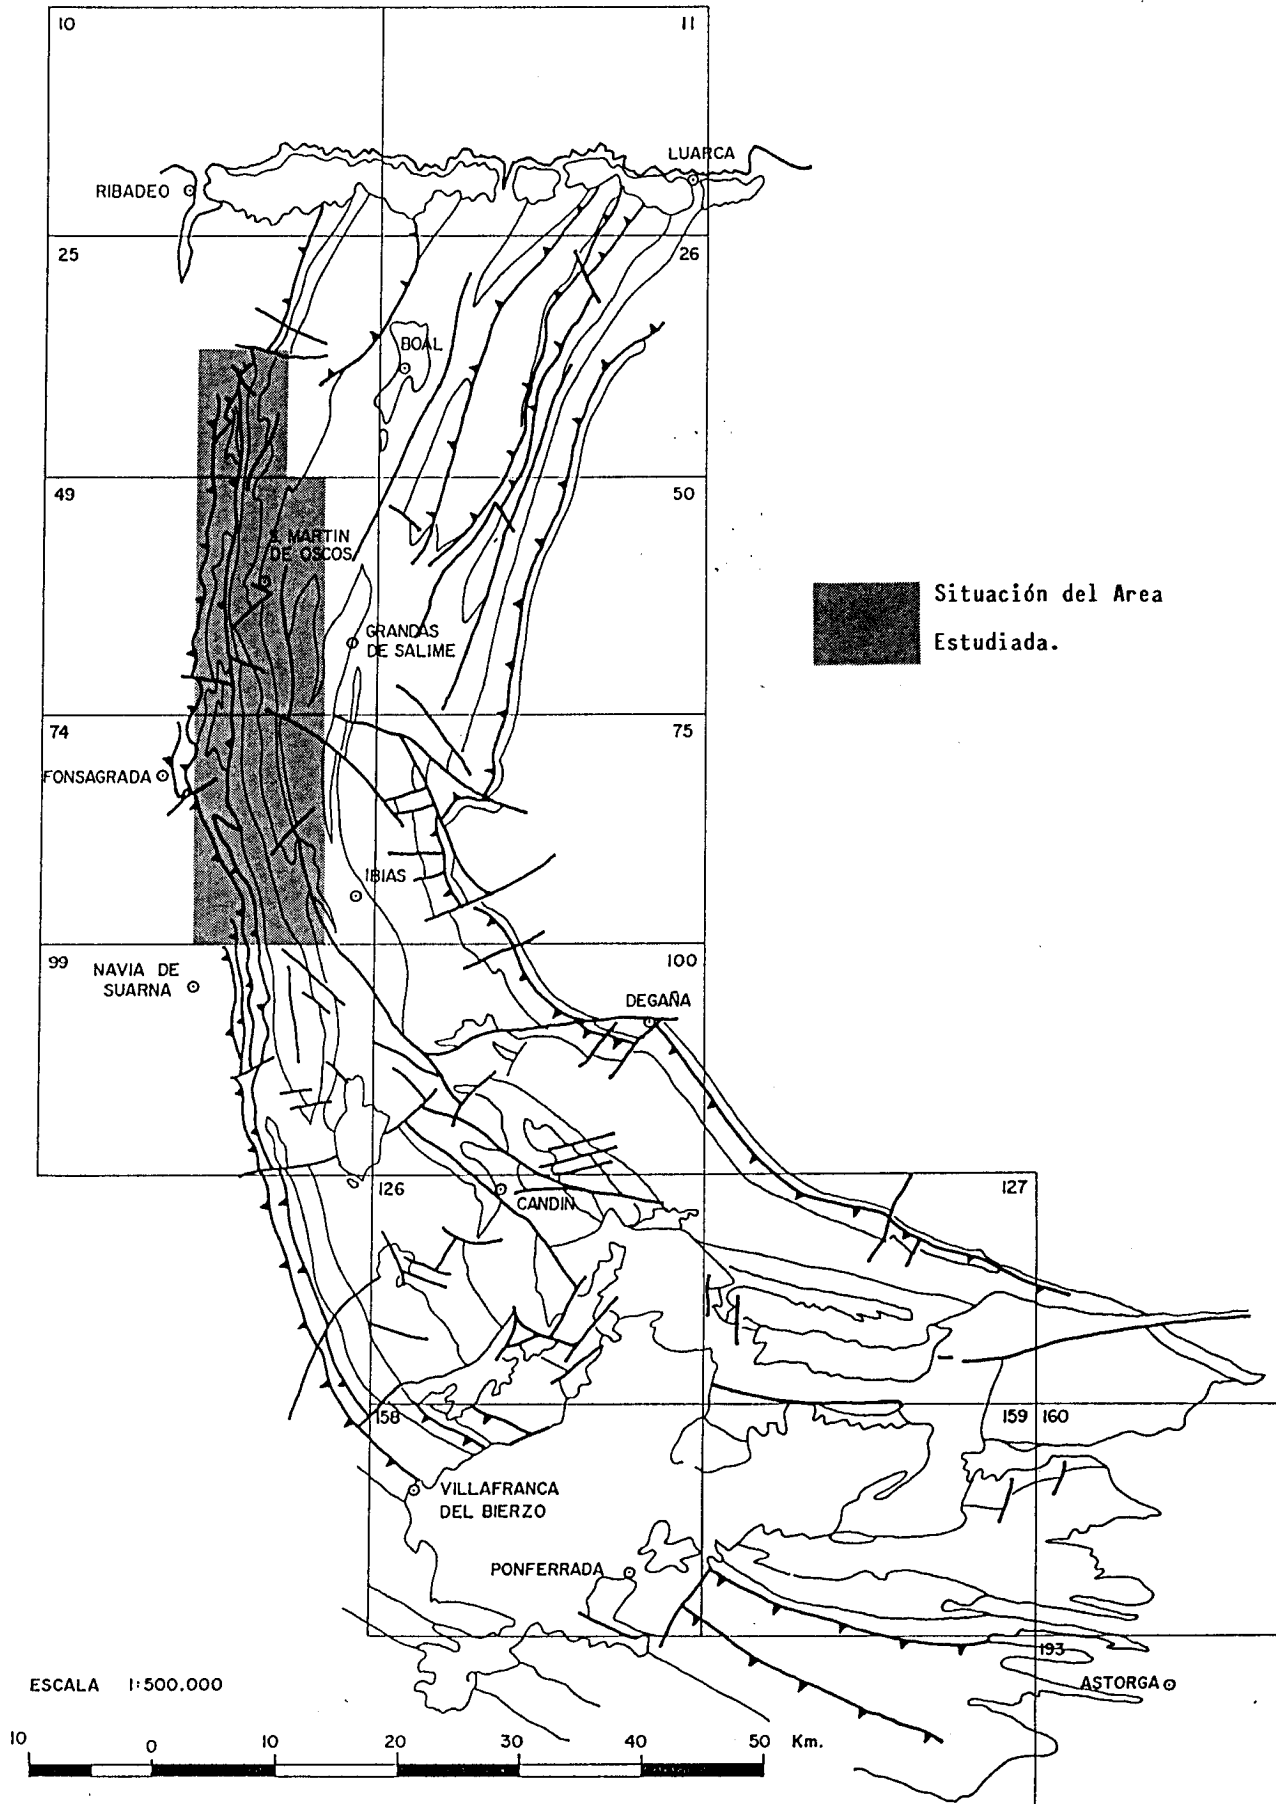 10
11
LUARCA
RIBADEO
25
26
BOAL
49
50
S. MARTIN
DE OSCOS
Situación del Area
Estudiada.
GRANDAS
DE SALIME
74
75
FONSAGRADA
IBIAS
99
100
NAVIA DE
SUARNA
DEGAÑA
126
127
CANDIN
158
159
160
VILLAFRANCA
DEL BIERZO
PONFERRADA
193
ASTORGA
ESCALA 1:500.000
10 0 10 20 30 40 50 Km.